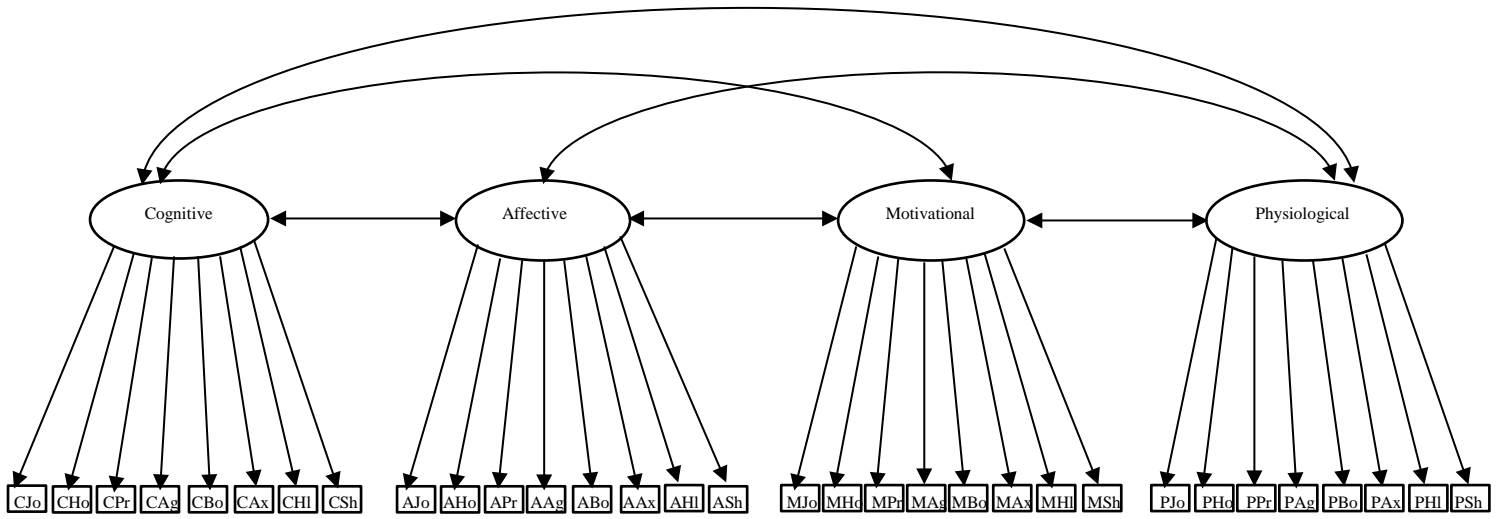 Cognitive Affective Motivational Physiological
CJo CHo CPr CAg CBo CAx CHl CSh AJo AHo APr AAg ABo AAx AHl ASh MJo MHo MPr MAg MBo MAx MHl MSh PJo PHo PPr PAg PBo PAx PHl PSh